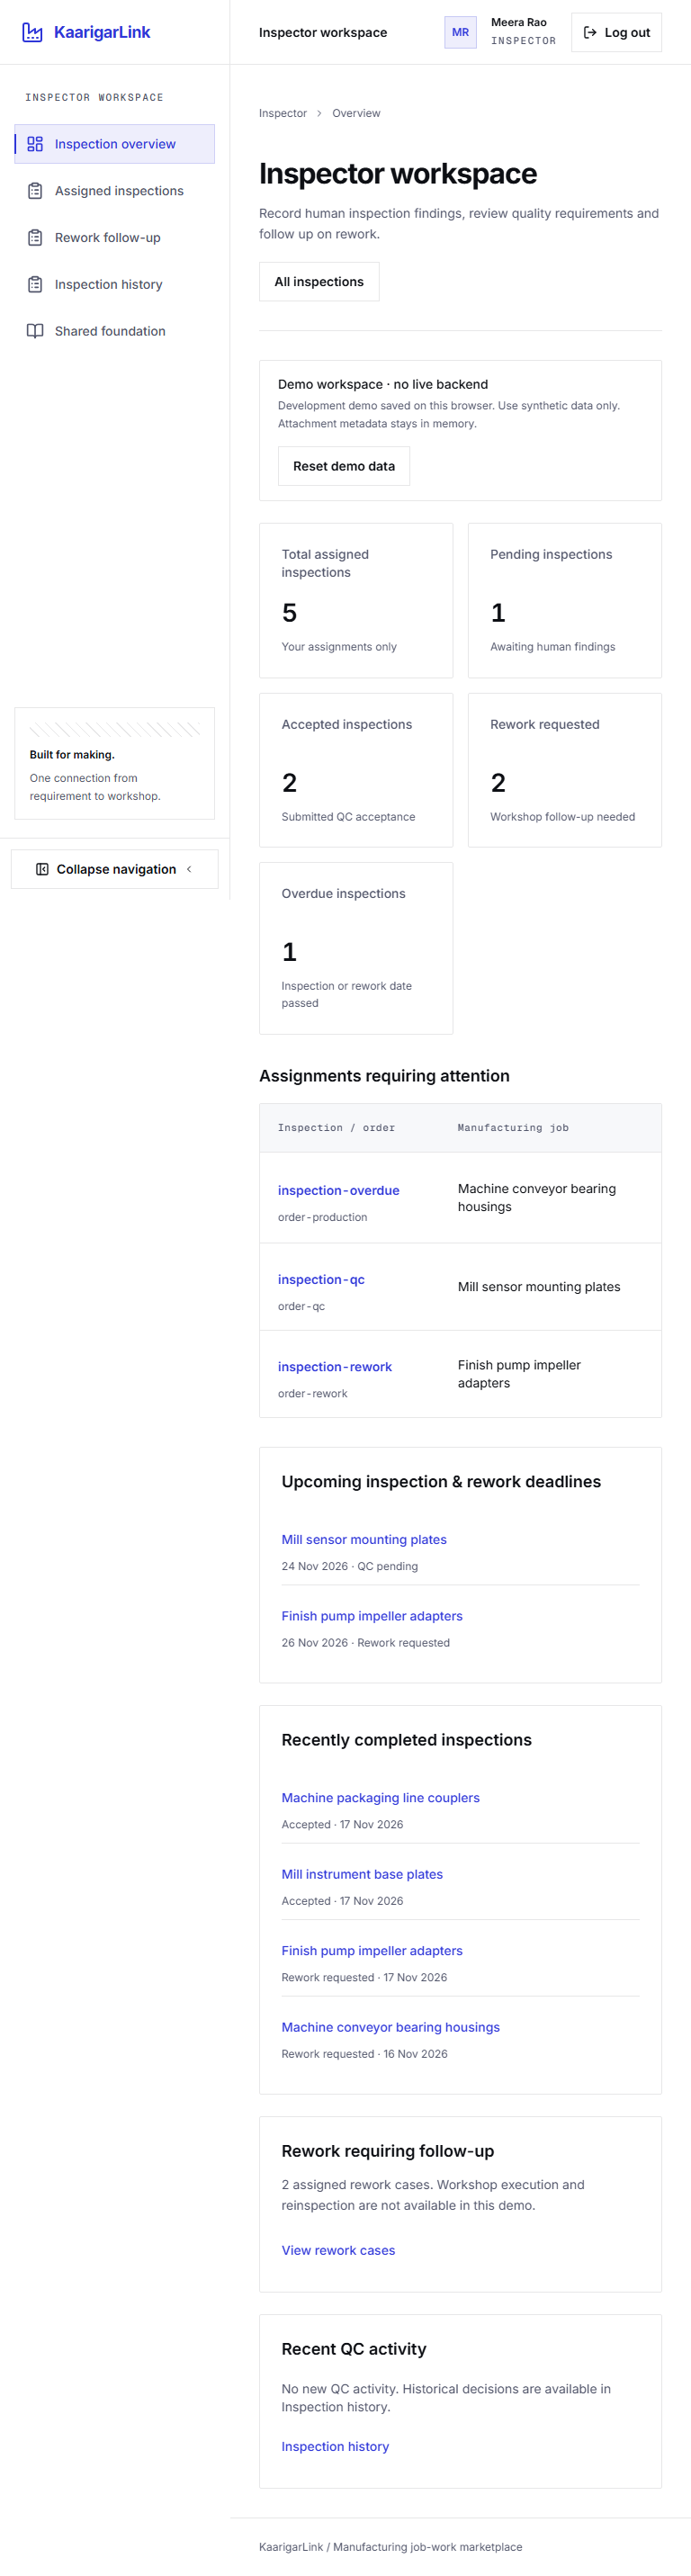 KaarigarLink
Inspector workspace
MR
Meera Rao
INSPECTOR
Log out
INSPECTOR WORKSPACE
Inspection overview
Assigned inspections
Rework follow-up
Inspection history
Shared foundation
Built for making.
One connection from
requirement to workshop.
Collapse navigation
Inspector
Overview
Inspector workspace
Record human inspection findings, review quality requirements and
follow up on rework.
All inspections
Demo workspace · no live backend
Development demo saved on this browser. Use synthetic data only.
Attachment metadata stays in memory.
Reset demo data
Total assigned
inspections
5
Your assignments only
Pending inspections
1
Awaiting human findings
Accepted inspections
2
Submitted QC acceptance
Rework requested
2
Workshop follow-up needed
Overdue inspections
1
Inspection or rework date
passed
Assignments requiring attention
Inspection / order
Manufacturing job
inspection-overdue
order-production
Machine conveyor bearing
housings
inspection-qc
order-qc
Mill sensor mounting plates
inspection-rework
order-rework
Finish pump impeller
adapters
Upcoming inspection & rework deadlines
Mill sensor mounting plates
24 Nov 2026 · QC pending
Finish pump impeller adapters
26 Nov 2026 · Rework requested
Recently completed inspections
Machine packaging line couplers
Accepted · 17 Nov 2026
Mill instrument base plates
Accepted · 17 Nov 2026
Finish pump impeller adapters
Rework requested · 17 Nov 2026
Machine conveyor bearing housings
Rework requested · 16 Nov 2026
Rework requiring follow-up
2 assigned rework cases. Workshop execution and
reinspection are not available in this demo.
View rework cases
Recent QC activity
No new QC activity. Historical decisions are available in
Inspection history.
Inspection history
KaarigarLink / Manufacturing job-work marketplace